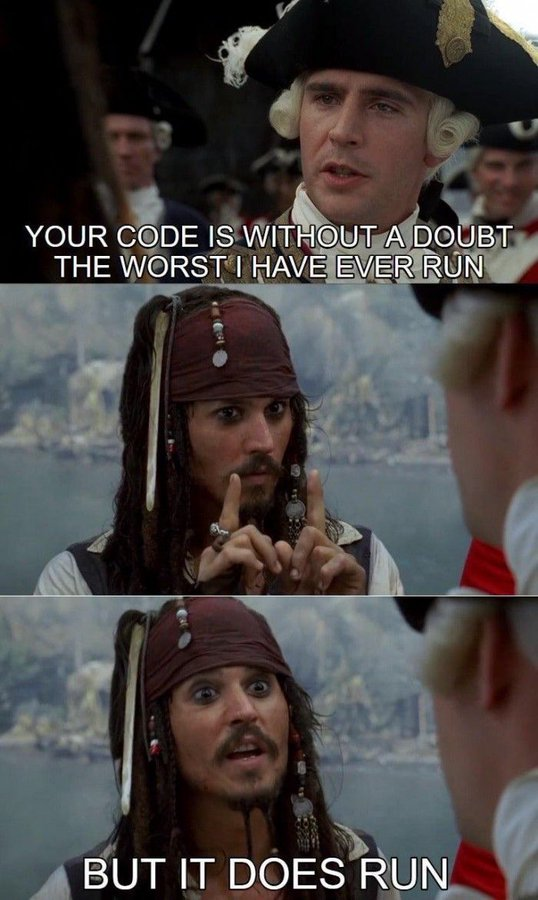 YOUR CODE IS WITHOUT A DOUBT
THE WORST I HAVE EVER RUN
BUT IT DOES RUN